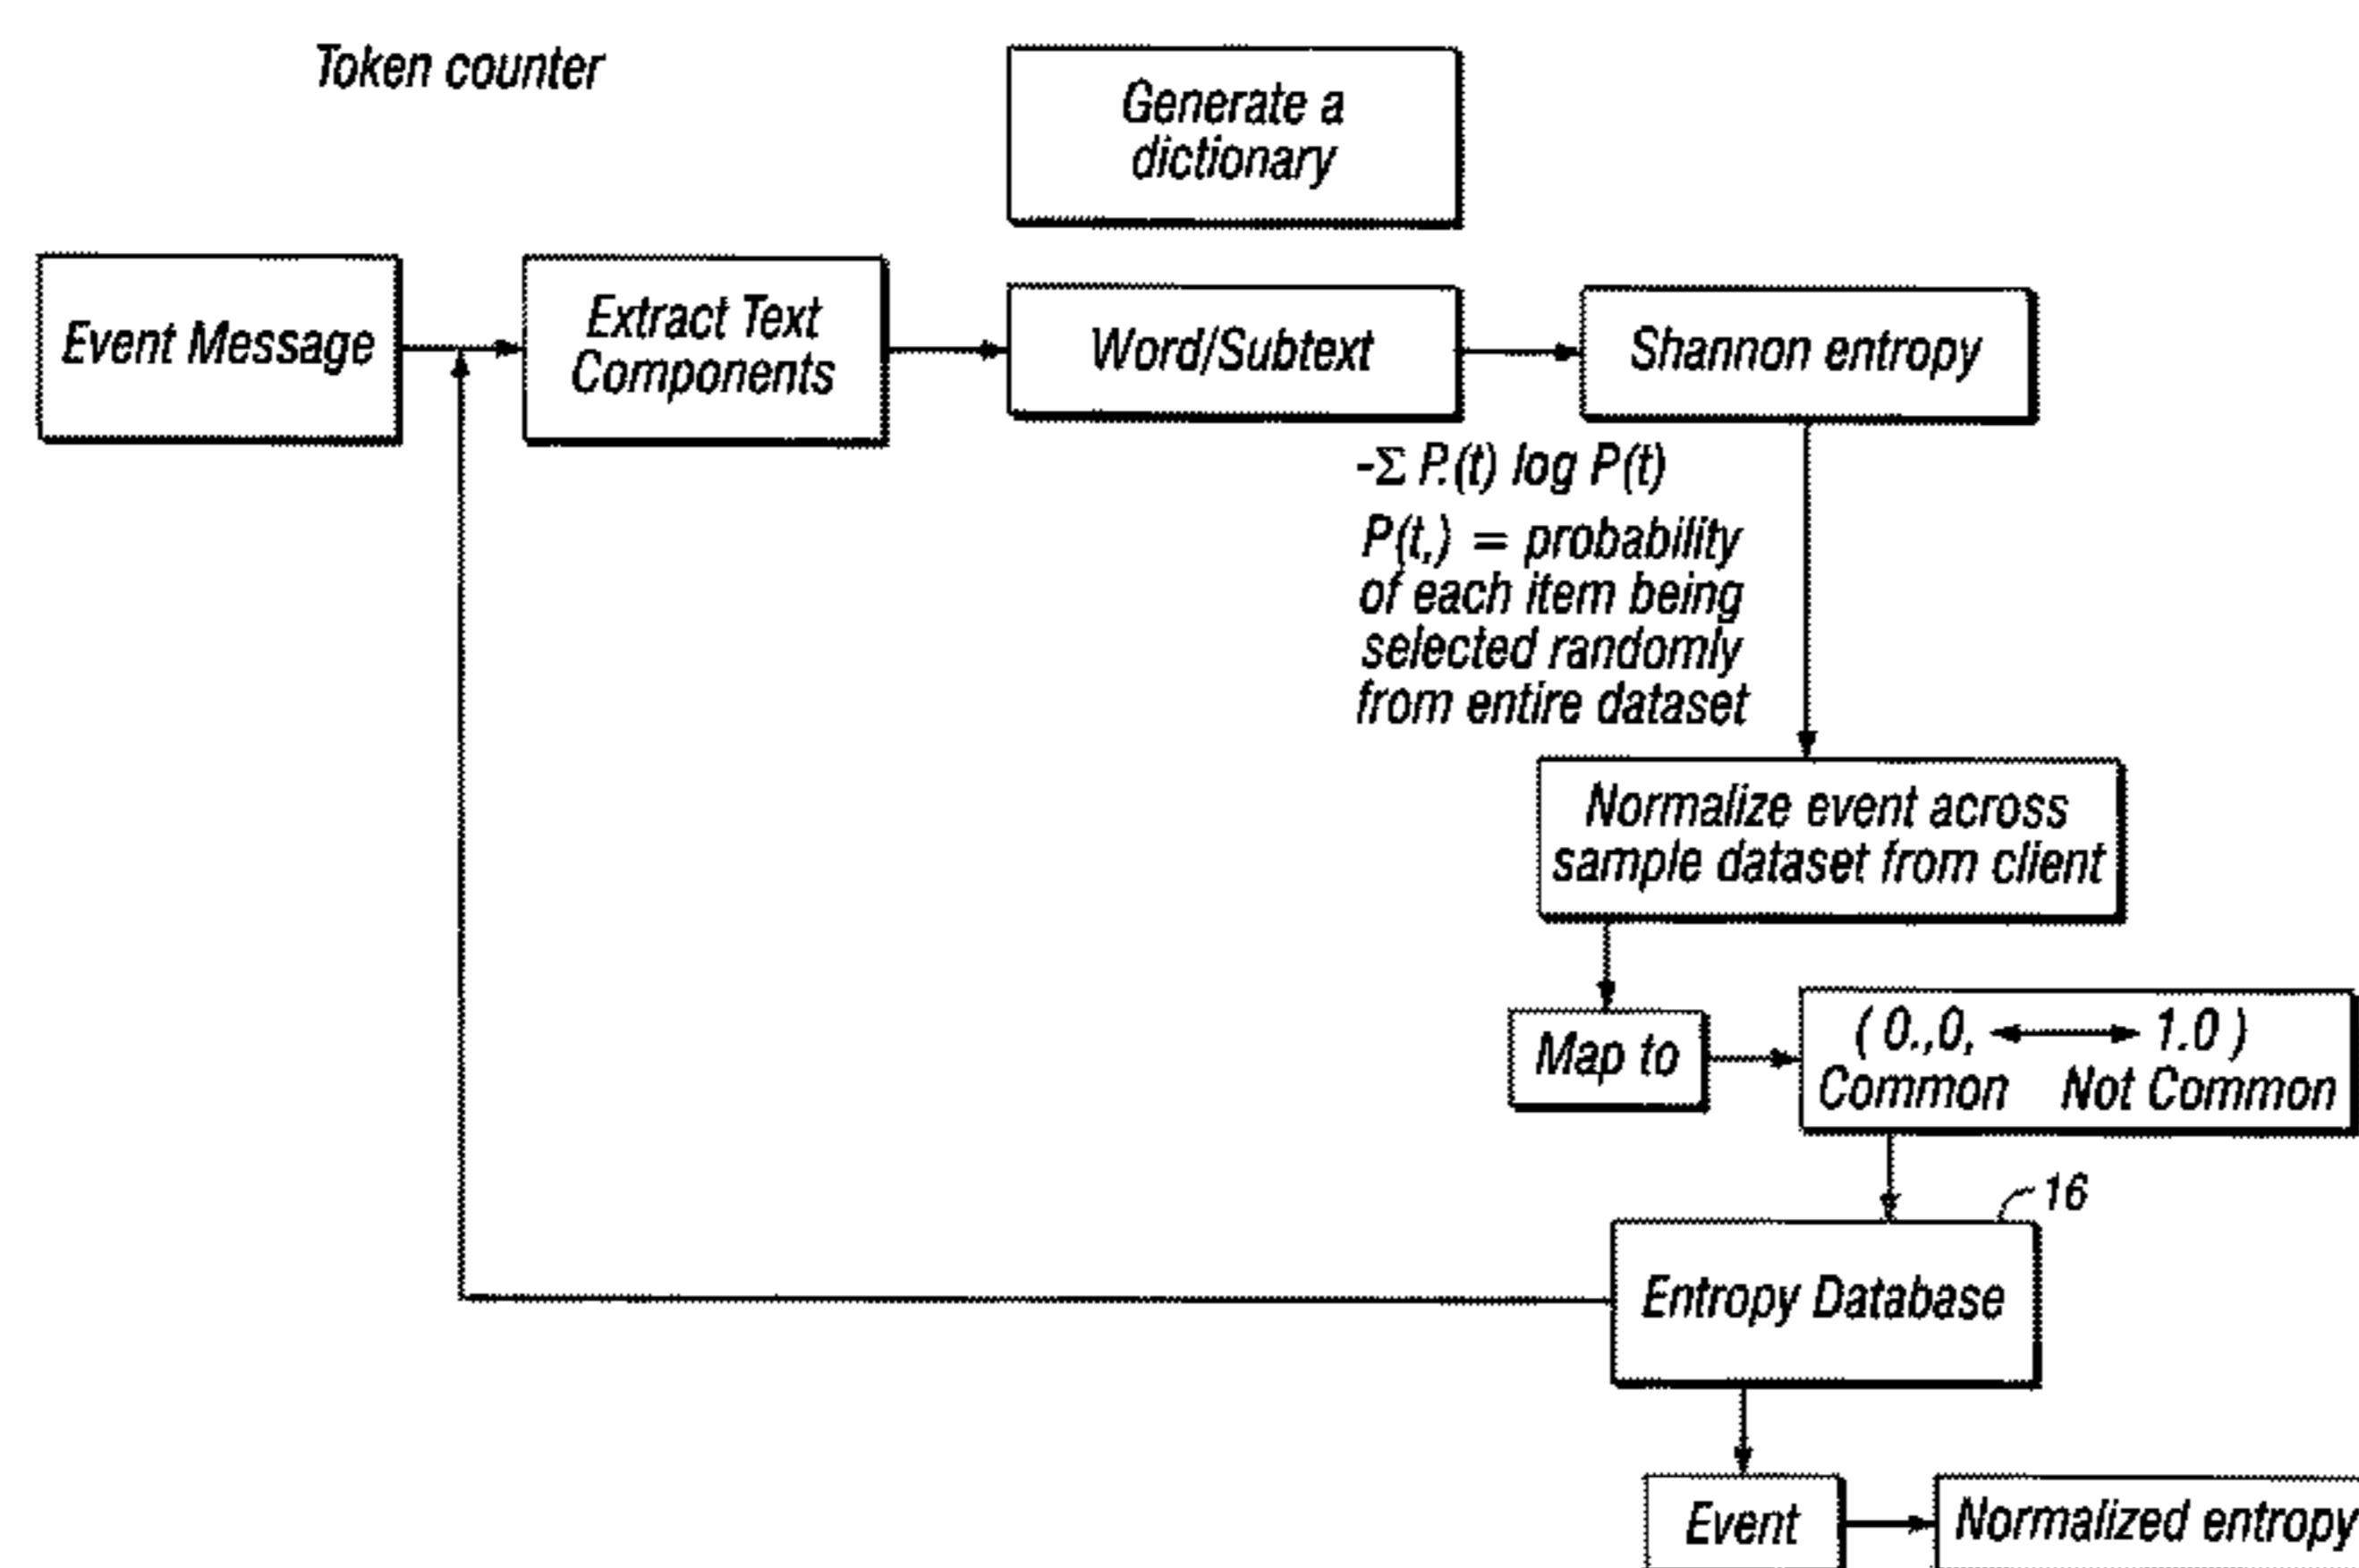 Token counter
Generate a
dictionary
Event Message
Extract Text
Components
Word/Subtext
Shannon entropy
-Σ P.(t) log P(t)
P(t,) = probability
of each item being
selected randomly
from entire dataset
Normalize event across
sample dataset from client
Map to
( 0.,0, 1.0 )
Common Not Common
16
Entropy Database
Event
Normalized entropy